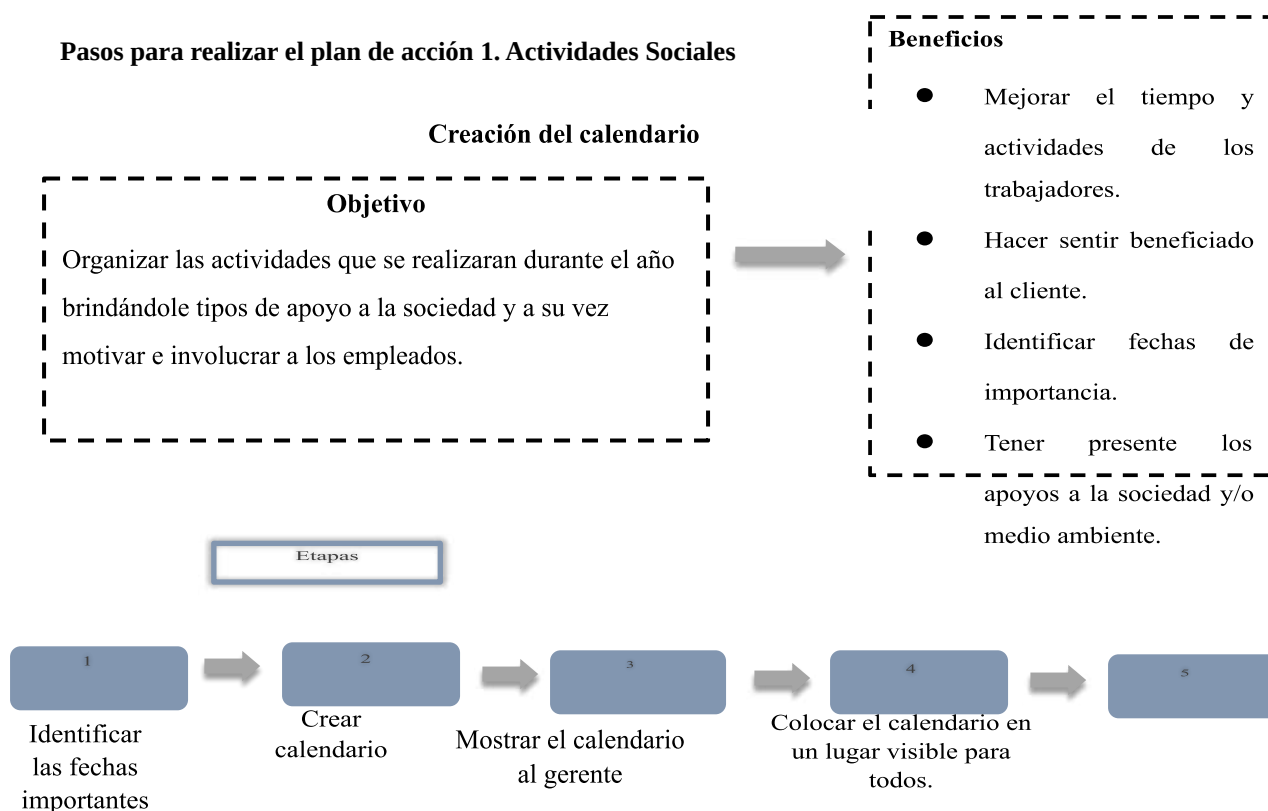 Pasos para realizar el plan de acción 1. Actividades Sociales
Creación del calendario
Objetivo
Organizar las actividades que se realizaran durante el año
brindándole tipos de apoyo a la sociedad y a su vez
motivar e involucrar a los empleados.
Beneficios
● Mejorar el tiempo y
actividades de los
trabajadores.
● Hacer sentir beneficiado
al cliente.
● Identificar fechas de
importancia.
● Tener presente los
apoyos a la sociedad y/o
medio ambiente.
Etapas
1
Identificar
las fechas
importantes
2
Crear
calendario
3
Mostrar el calendario
al gerente
4
Colocar el calendario en
un lugar visible para
todos.
5